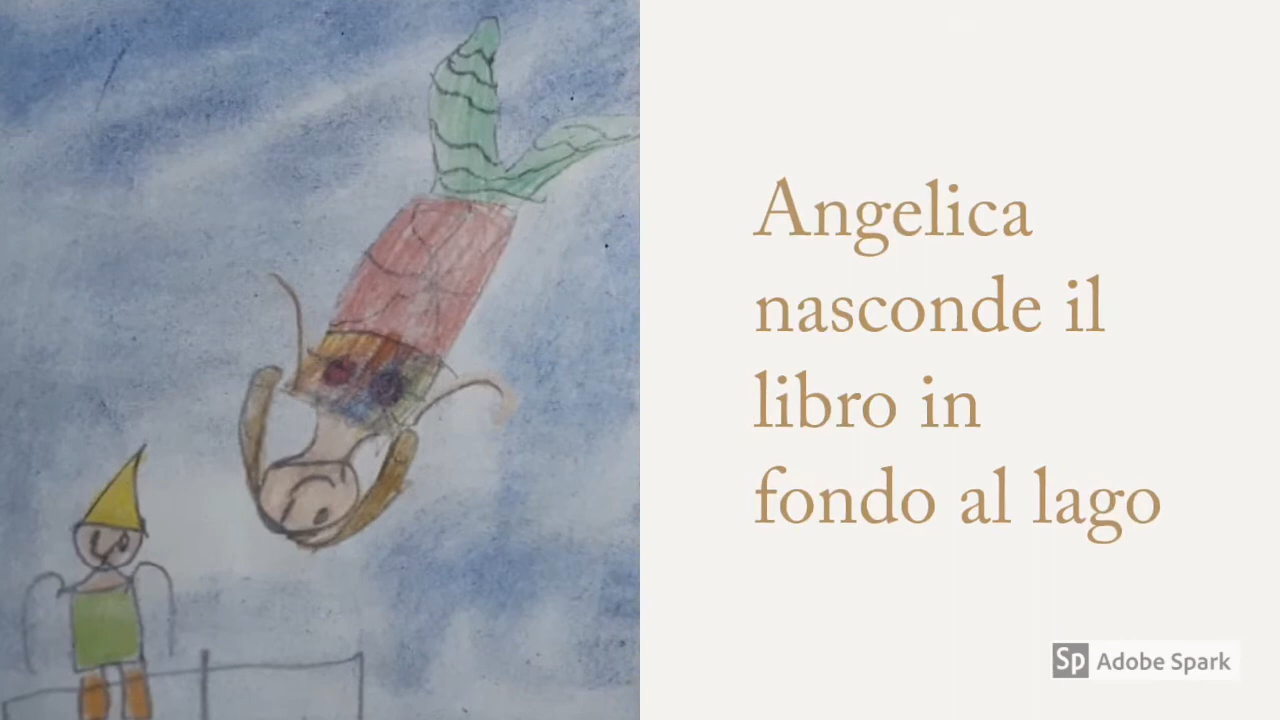 Angelica
nasconde il
libro in
fondo al lago
Sp Adobe Spark